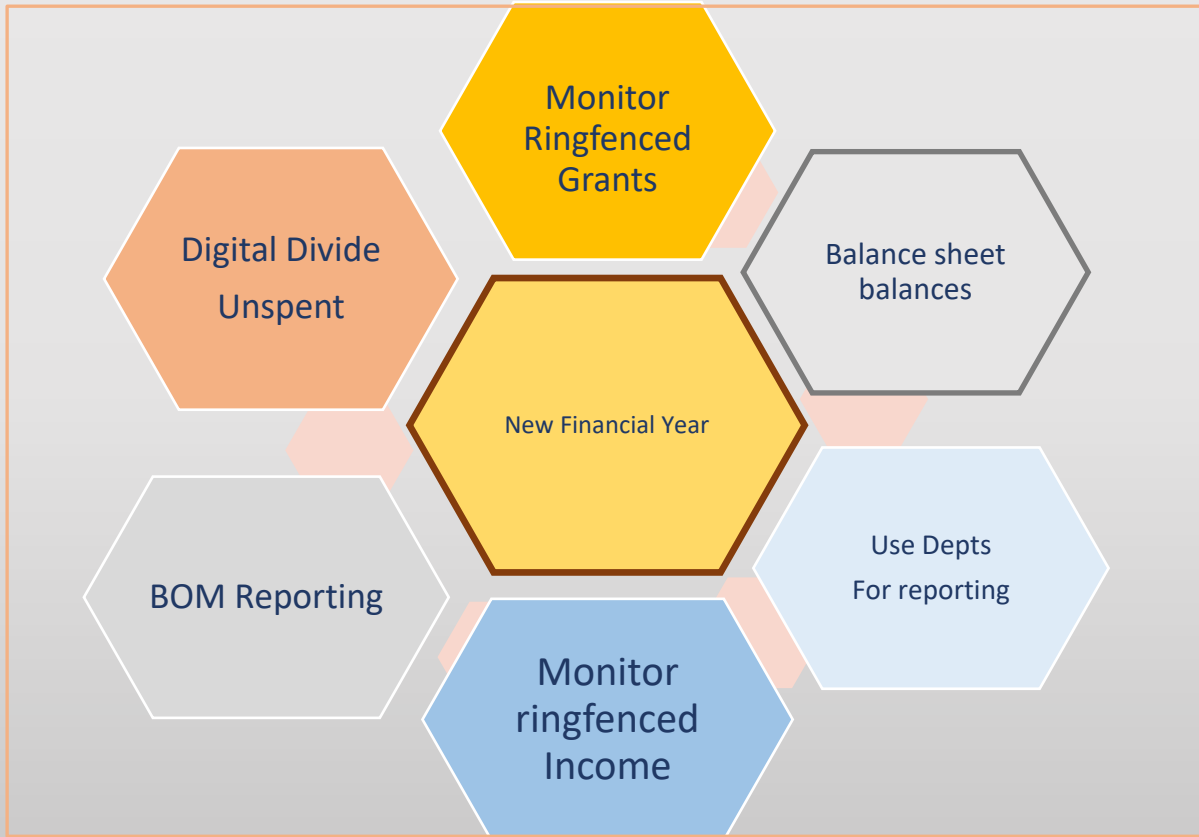 Monitor
Ringfenced
Grants
Digital Divide
Unspent
Balance sheet
balances
New Financial Year
Use Depts
For reporting
BOM Reporting
Monitor
ringfenced
Income